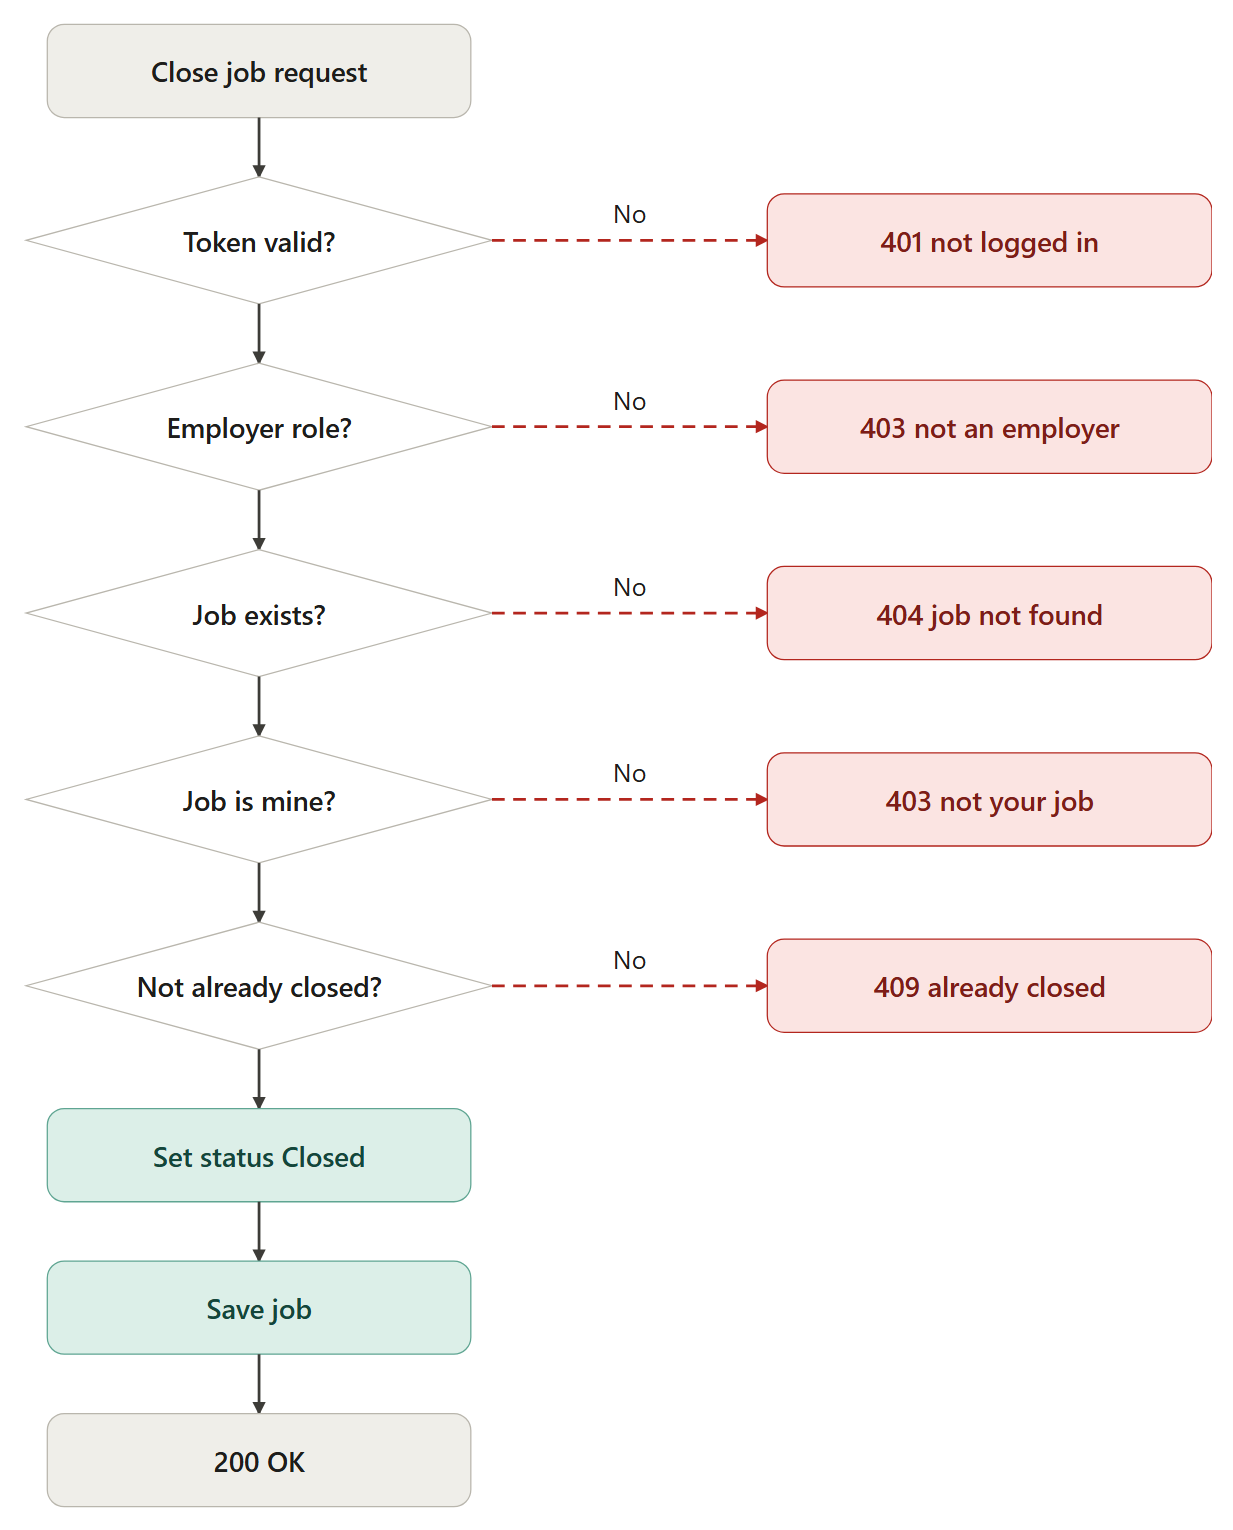 Close job request
Token valid?
No
401 not logged in
Employer role?
No
403 not an employer
Job exists?
No
404 job not found
Job is mine?
No
403 not your job
Not already closed?
No
409 already closed
Set status Closed
Save job
200 OK